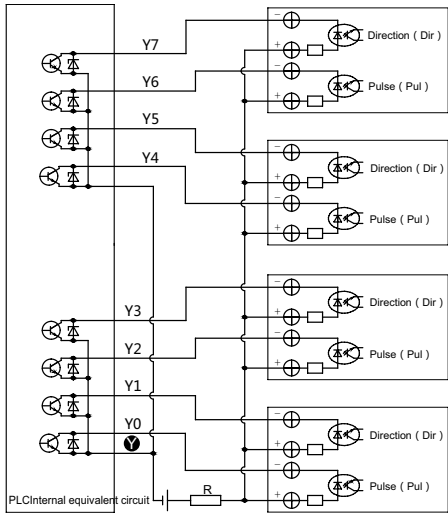 Y7
Direction ( Dir )
Y6
Pulse ( Pul )
Y5
Direction ( Dir )
Y4
Pulse ( Pul )
Y3
Direction ( Dir )
Y2
Pulse ( Pul )
Y1
Direction ( Dir )
Y0
Y
Pulse ( Pul )
R
PLCInternal equivalent circuit